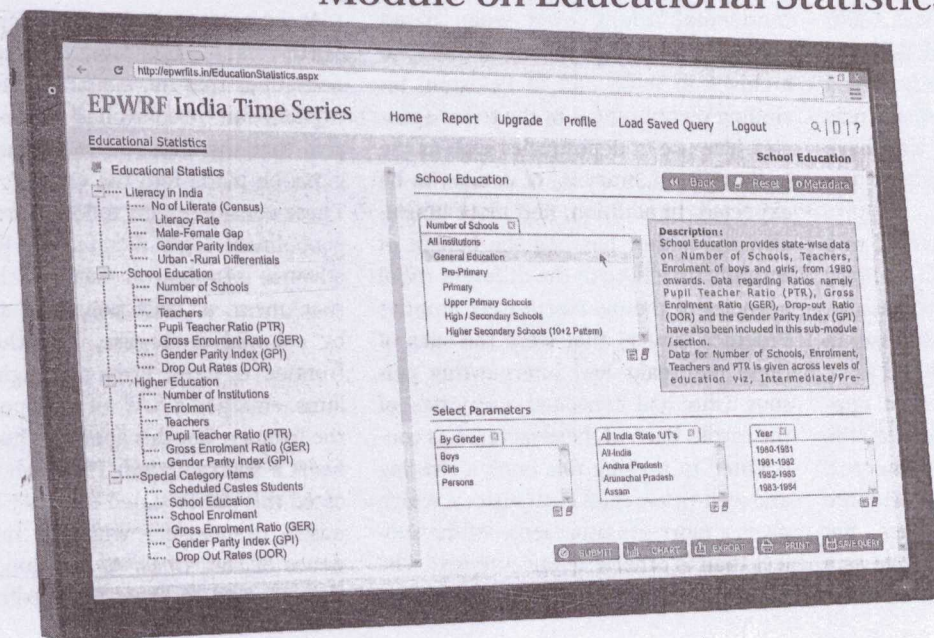 Module on Educational Statistics
http://epwrfits.in/EducationStatistics.aspx
EPWRF India Time Series
Home Report Upgrade Profile Load Saved Query Logout
Educational Statistics
School Education
Educational Statistics
Literacy in India
No of Literate (Census)
Literacy Rate
Male-Female Gap
Gender Parity Index
Urban -Rural Differentials
School Education
Number of Schools
Enrolment
Teachers
Pupil Teacher Ratio (PTR)
Gross Enrolment Ratio (GER)
Gender Parity Index (GPI)
Drop Out Rates (DOR)
Higher Education
Number of Institutions
Enrolment
Teachers
Pupil Teacher Ratio (PTR)
Gross Enrolment Ratio (GER)
Gender Parity Index (GPI)
Special Category Items
Scheduled Castes Students
School Education
School Enrolment
Gross Enrolment Ratio (GER)
Gender Parity Index (GPI)
Drop Out Rates (DOR)
School Education
Back Reset Metadata
Number of Schools
All Institutions
General Education
Pre-Primary
Primary
Upper Primary Schools
High / Secondary Schools
Higher Secondary Schools (10+2 Pattern)
Description:
School Education provides state-wise data
on Number of Schools, Teachers,
Enrolment of boys and girls, from 1980
onwards. Data regarding Ratios namely
Pupil Teacher Ratio (PTR), Gross
Enrolment Ratio (GER), Drop-out Ratio
(DOR) and the Gender Parity Index (GPI)
have also been included in this sub-module
/ section.
Data for Number of Schools, Enrolment,
Teachers and PTR is given across levels of
education viz, Intermediate/Pre-
Select Parameters
By Gender
Boys
Girls
Persons
All India State 'UT's
All-India
Andhra Pradesh
Arunachal Pradesh
Assam
Year
1980-1981
1981-1982
1982-1983
1983-1984
SUBMIT CHART EXPORT PRINT SAVE QUERY